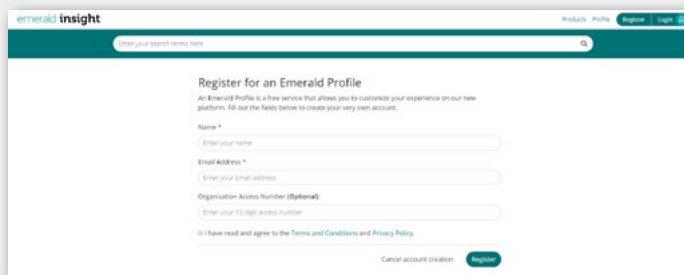 emerald insight
Products Profile Register Login
Enter your search terms here
Register for an Emerald Profile
An Emerald Profile is a free service that allows you to customize your experience on our new
platform. Fill out the fields below to create your very own account.
Name *
Enter your name
Email Address *
Enter your Email address
Organisation Access Number (Optional):
Enter your 15 digit access number
I have read and agree to the Terms and Conditions and Privacy Policy.
Cancel account creation Register